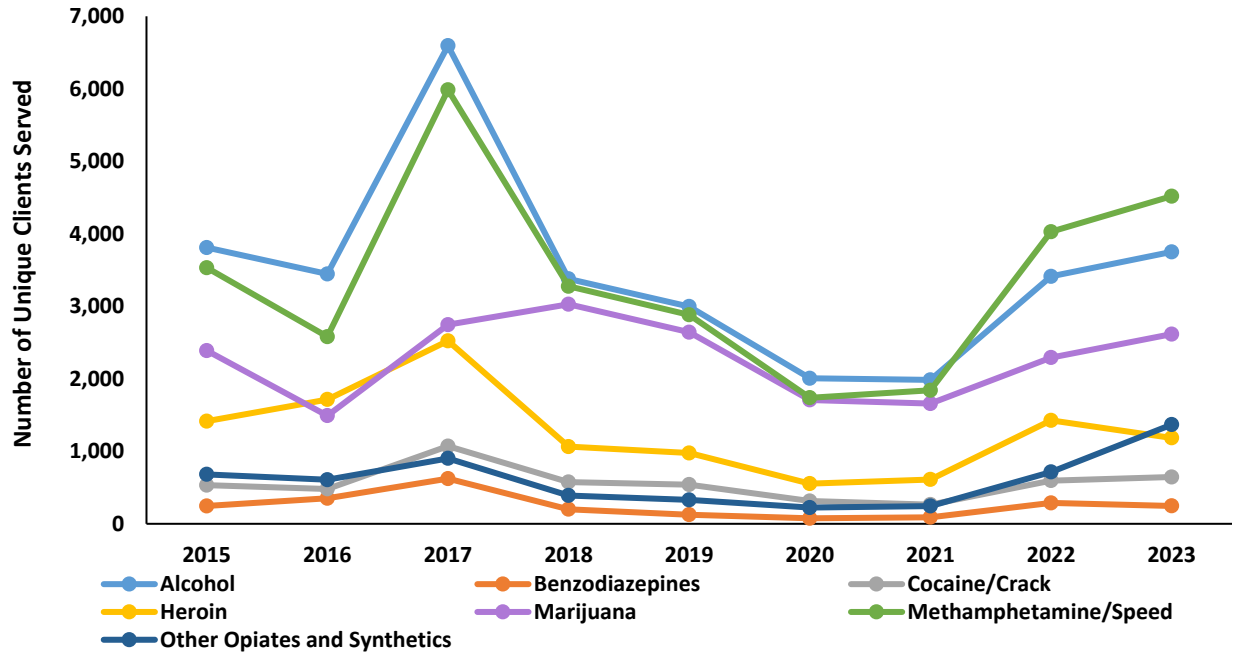 Number of Unique Clients Served
7,000
6,000
5,000
4,000
3,000
2,000
1,000
0
2015 2016 2017 2018 2019 2020 2021 2022 2023
Alcohol Benzodiazepines Cocaine/Crack
Heroin Marijuana Methamphetamine/Speed
Other Opiates and Synthetics